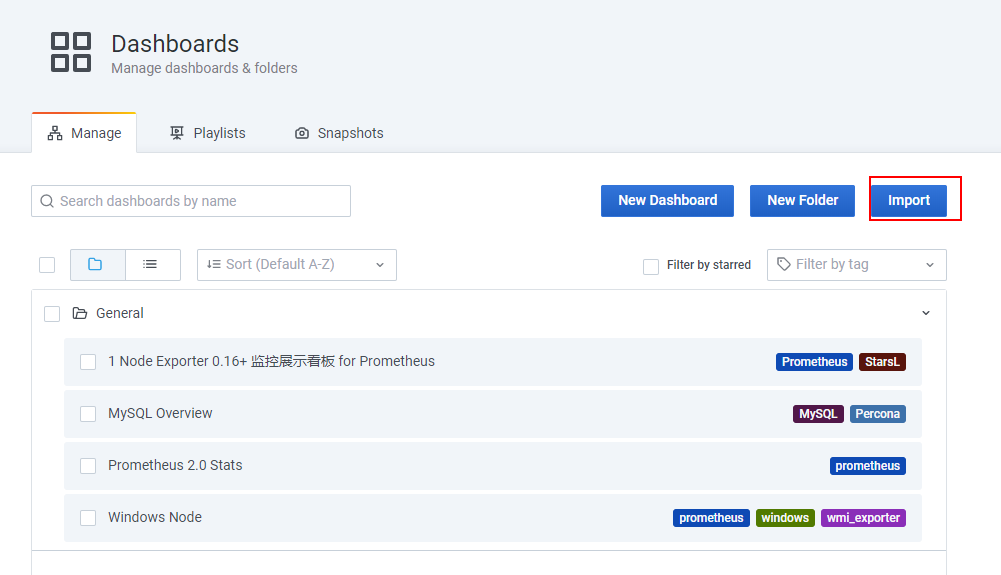 Dashboards
Manage dashboards & folders
Manage Playlists Snapshots
Search dashboards by name New Dashboard New Folder Import
Sort (Default A-Z) Filter by starred Filter by tag
General
1 Node Exporter 0.16+ 监控展示看板 for Prometheus Prometheus StarsL
MySQL Overview MySQL Percona
Prometheus 2.0 Stats prometheus
Windows Node prometheus windows wmi_exporter